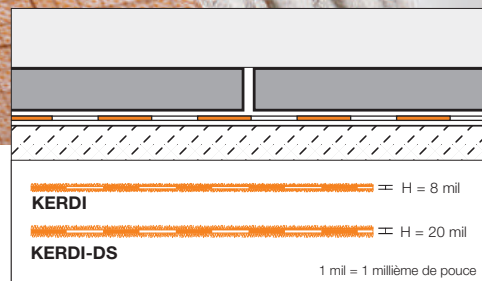 H = 8 mil
KERDI
H = 20 mil
KERDI-DS
1 mil = 1 millième de pouce